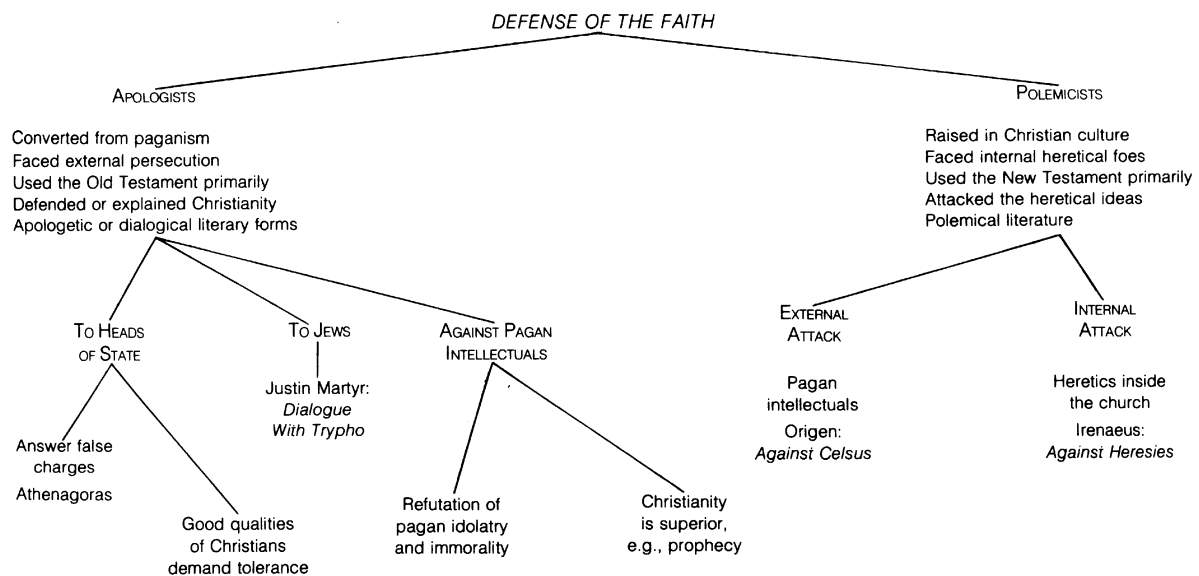 DEFENSE OF THE FAITH
APOLOGISTS
Converted from paganism
Faced external persecution
Used the Old Testament primarily
Defended or explained Christianity
Apologetic or dialogical literary forms
POLEMICISTS
Raised in Christian culture
Faced internal heretical foes
Used the New Testament primarily
Attacked the heretical ideas
Polemical literature
TO HEADS
OF STATE
Answer false
charges
Athenagoras
Good qualities
of Christians
demand tolerance
TO JEWS
Justin Martyr:
Dialogue
With Trypho
AGAINST PAGAN
INTELLECTUALS
Refutation of
pagan idolatry
and immorality
Christianity
is superior,
e.g., prophecy
EXTERNAL
ATTACK
Pagan
intellectuals
Origen:
Against Celsus
INTERNAL
ATTACK
Heretics inside
the church
Irenaeus:
Against Heresies